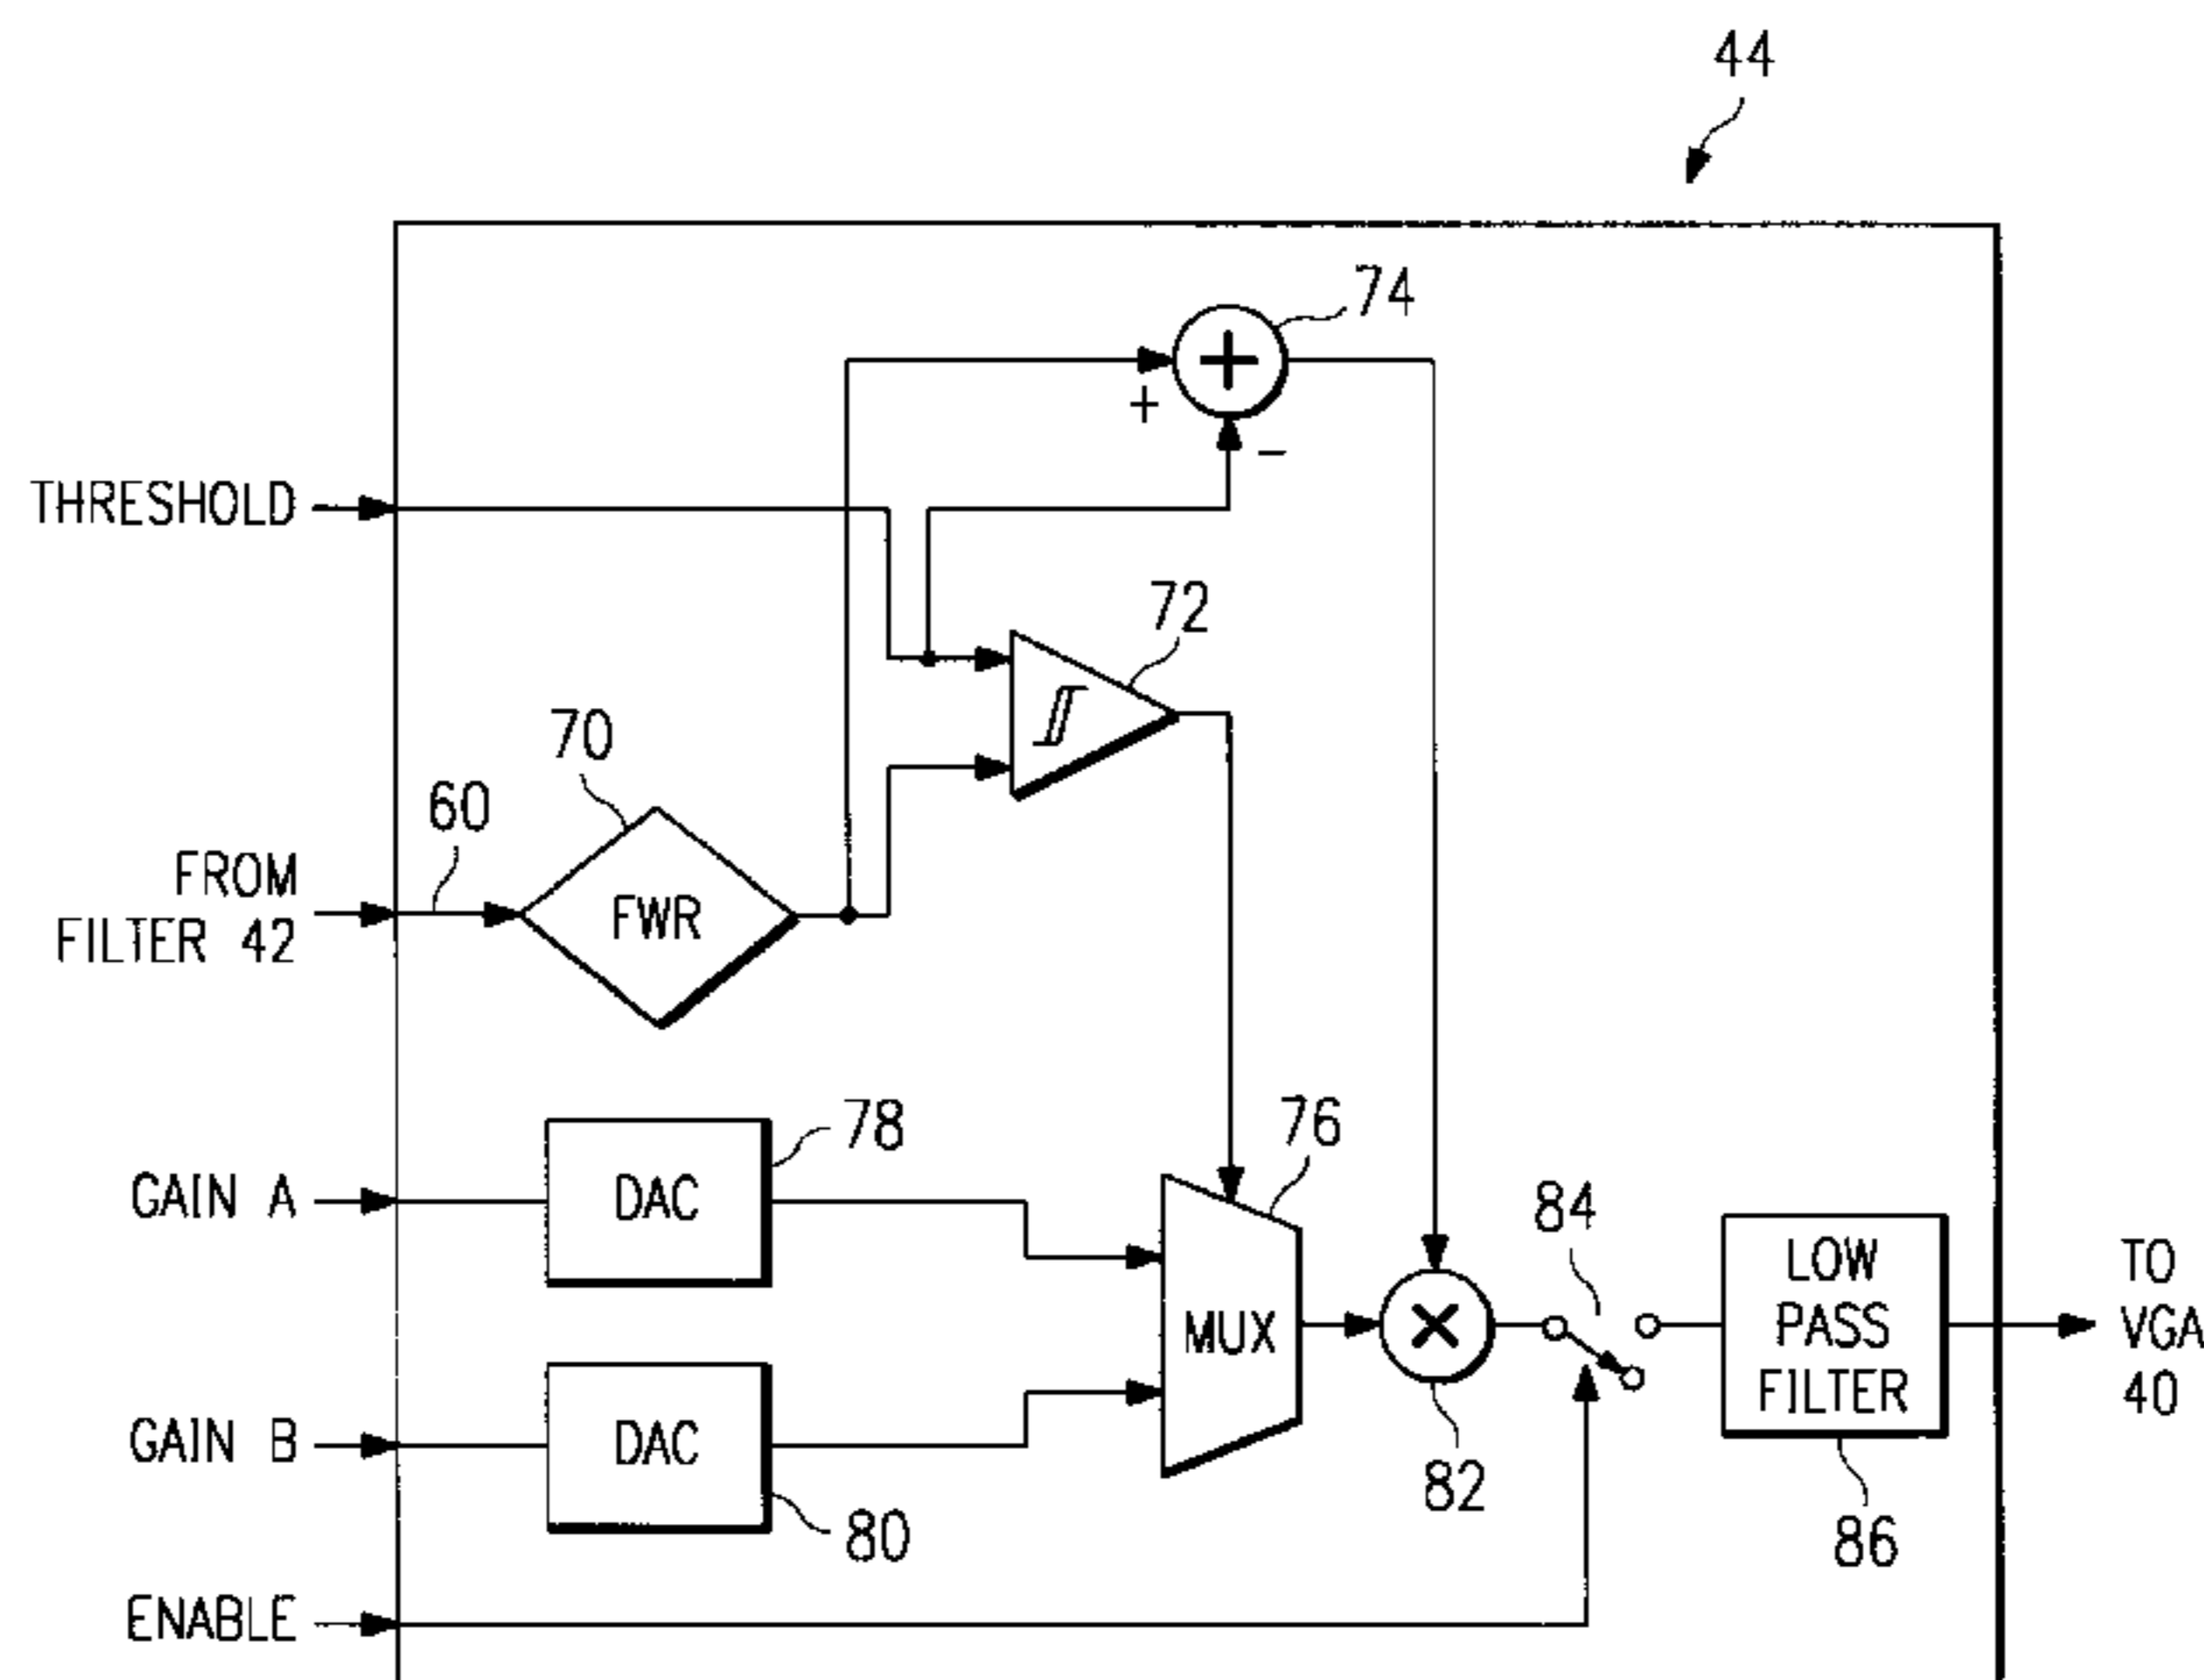 44
74
+
-
THRESHOLD
72
70
60
FROM
FILTER 42
FWR
78
76
GAIN A
DAC
84
LOW
PASS
FILTER
TO
VGA
40
MUX
GAIN B
DAC
82
80
86
ENABLE